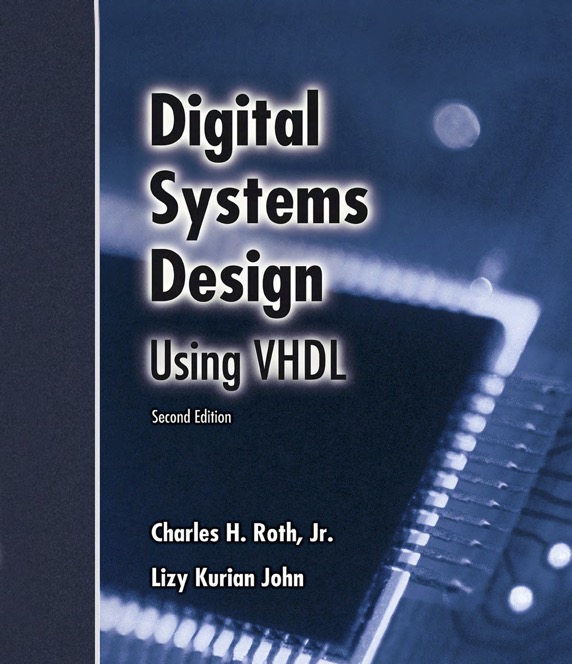 Digital
Systems
Design
Using VHDL
Second Edition
Charles H. Roth, Jr.
Lizy Kurian John